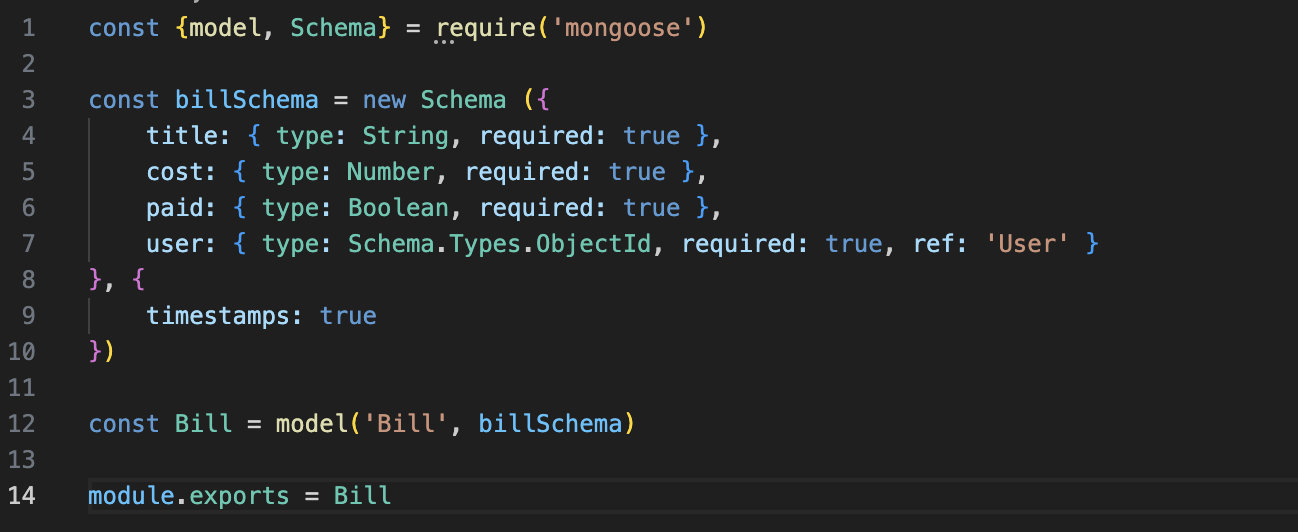 1 const {model, Schema} = require('mongoose')
2
3 const billSchema = new Schema ({
4     title: { type: String, required: true },
5     cost: { type: Number, required: true },
6     paid: { type: Boolean, required: true },
7     user: { type: Schema.Types.ObjectId, required: true, ref: 'User' }
8 }, {
9     timestamps: true
10 })
11
12 const Bill = model('Bill', billSchema)
13
14 module.exports = Bill